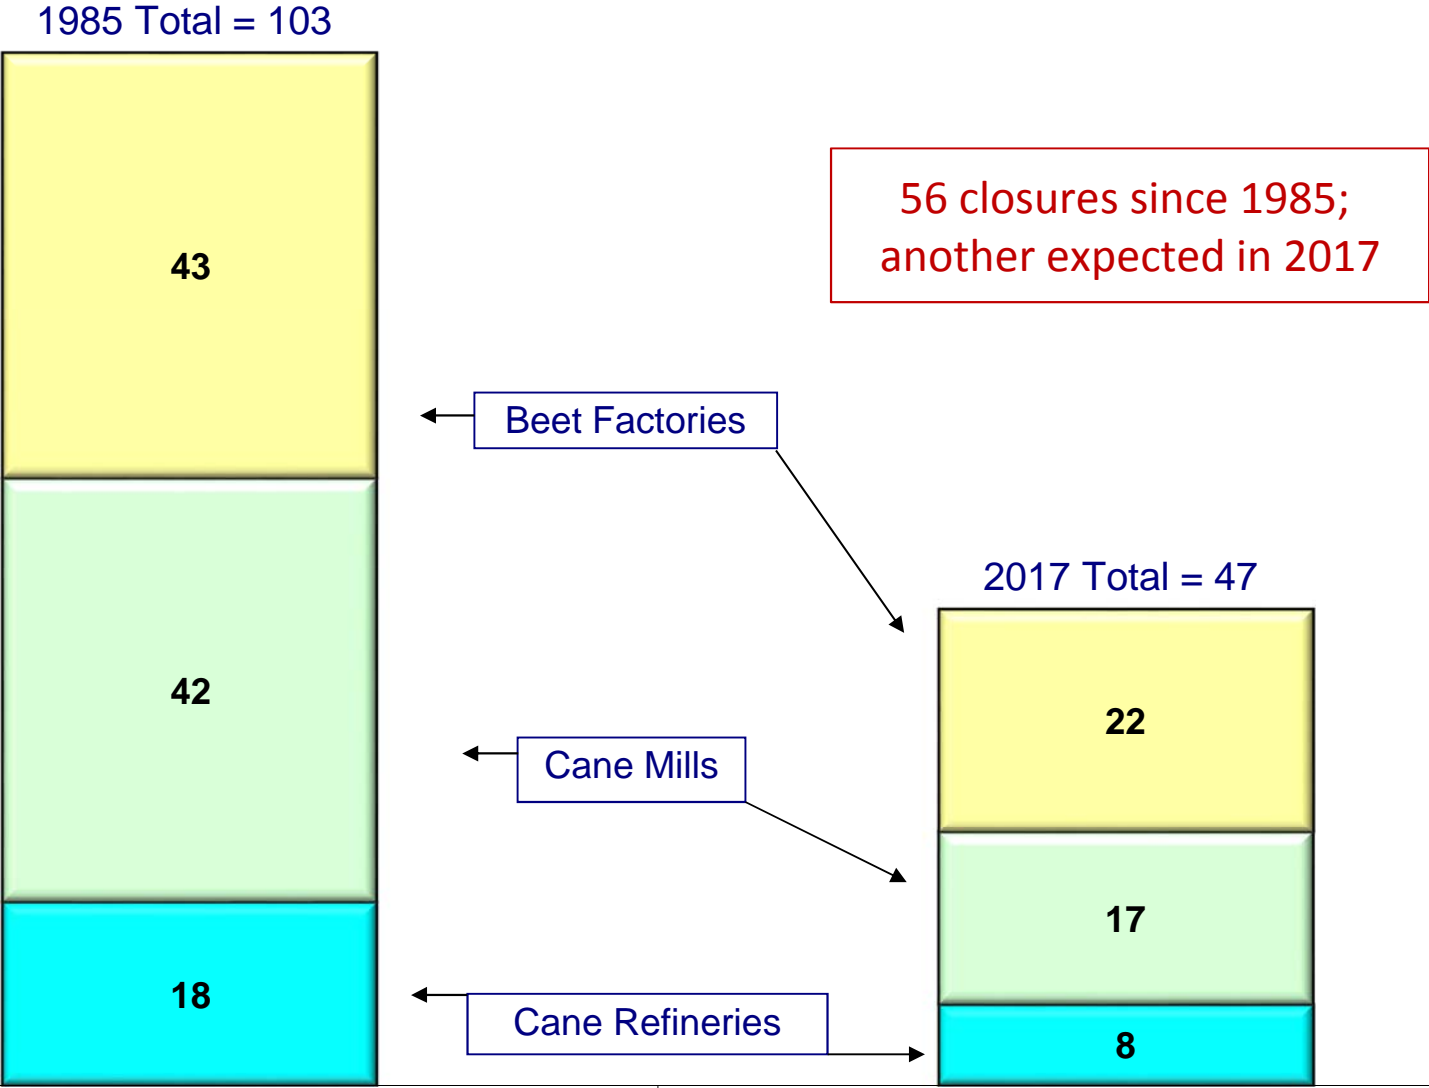 1985 Total = 103
43
56 closures since 1985;
another expected in 2017
Beet Factories
2017 Total = 47
42
22
Cane Mills
17
18
Cane Refineries
8